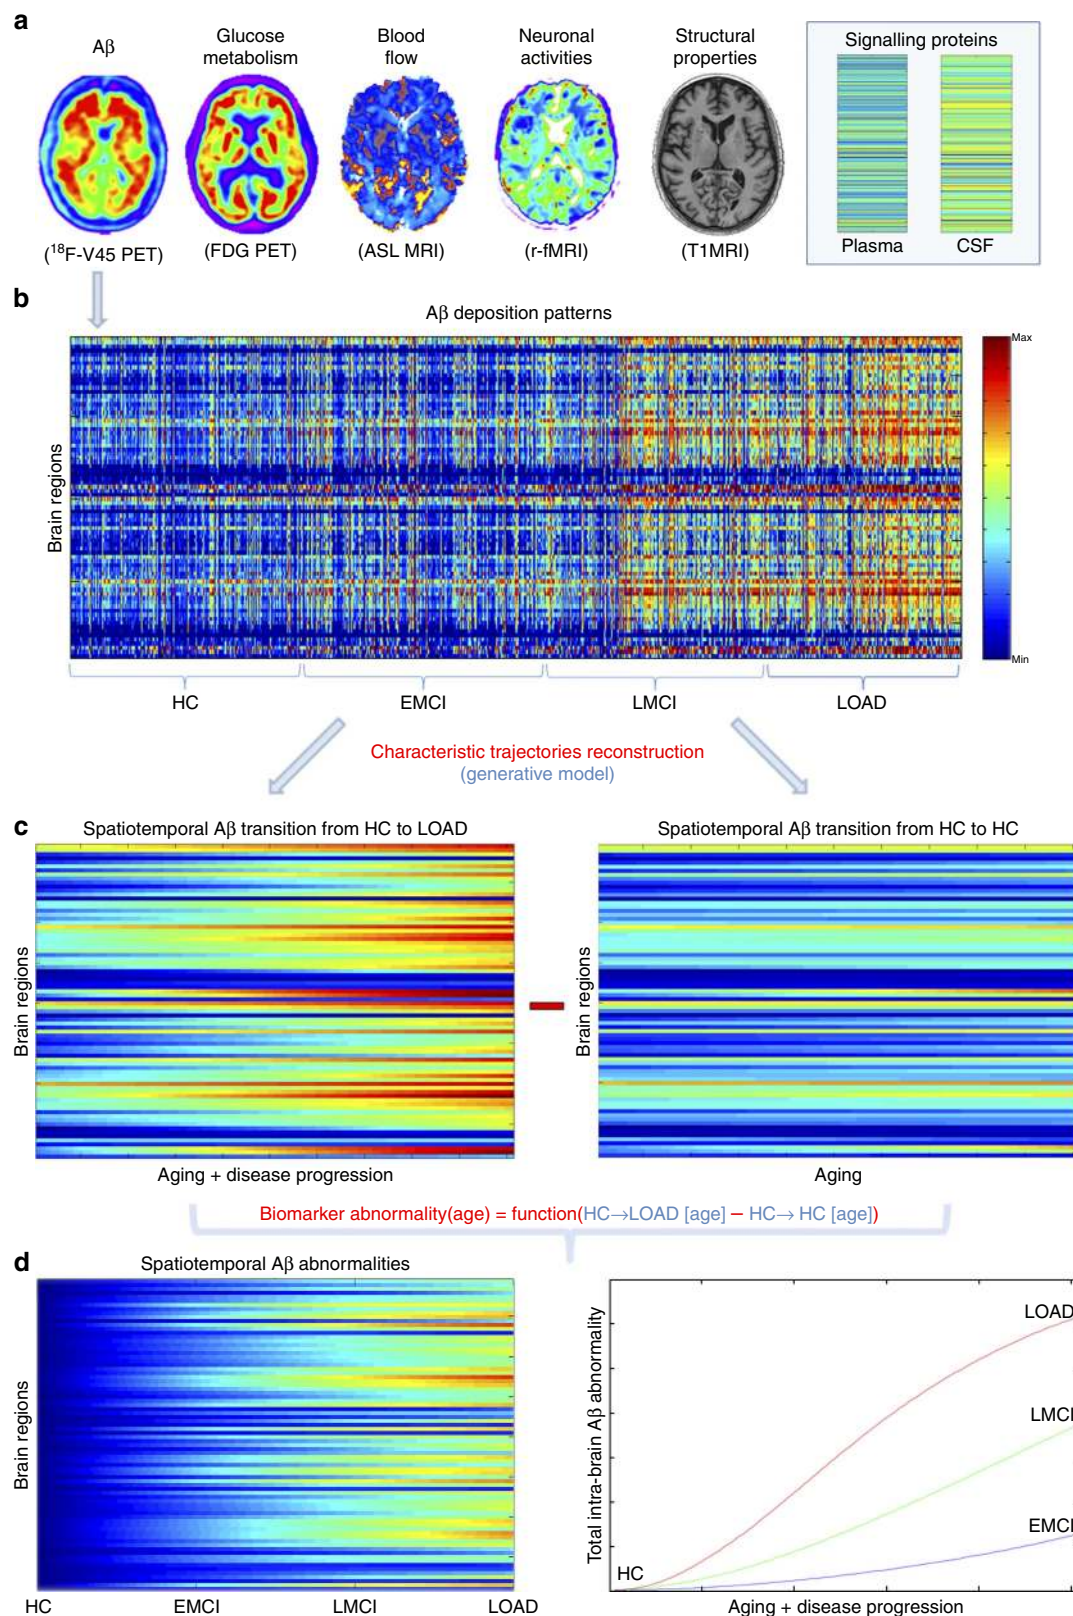 a
Aβ
Glucose
metabolism
Blood
flow
Neuronal
activities
Structural
properties
Signalling proteins
(¹⁸F-V45 PET)
(FDG PET)
(ASL MRI)
(r-fMRI)
(T1MRI)
Plasma
CSF
b
Aβ deposition patterns
Brain regions
Max
Min
HC
EMCI
LMCI
LOAD
Characteristic trajectories reconstruction
(generative model)
c
Spatiotemporal Aβ transition from HC to LOAD
Spatiotemporal Aβ transition from HC to HC
Brain regions
Brain regions
Aging + disease progression
Aging
Biomarker abnormality(age) = function(HC→LOAD [age] – HC→ HC [age])
d
Spatiotemporal Aβ abnormalities
Brain regions
HC
EMCI
LMCI
LOAD
Total intra-brain Aβ abnormality
LOAD
LMCI
EMCI
HC
Aging + disease progression